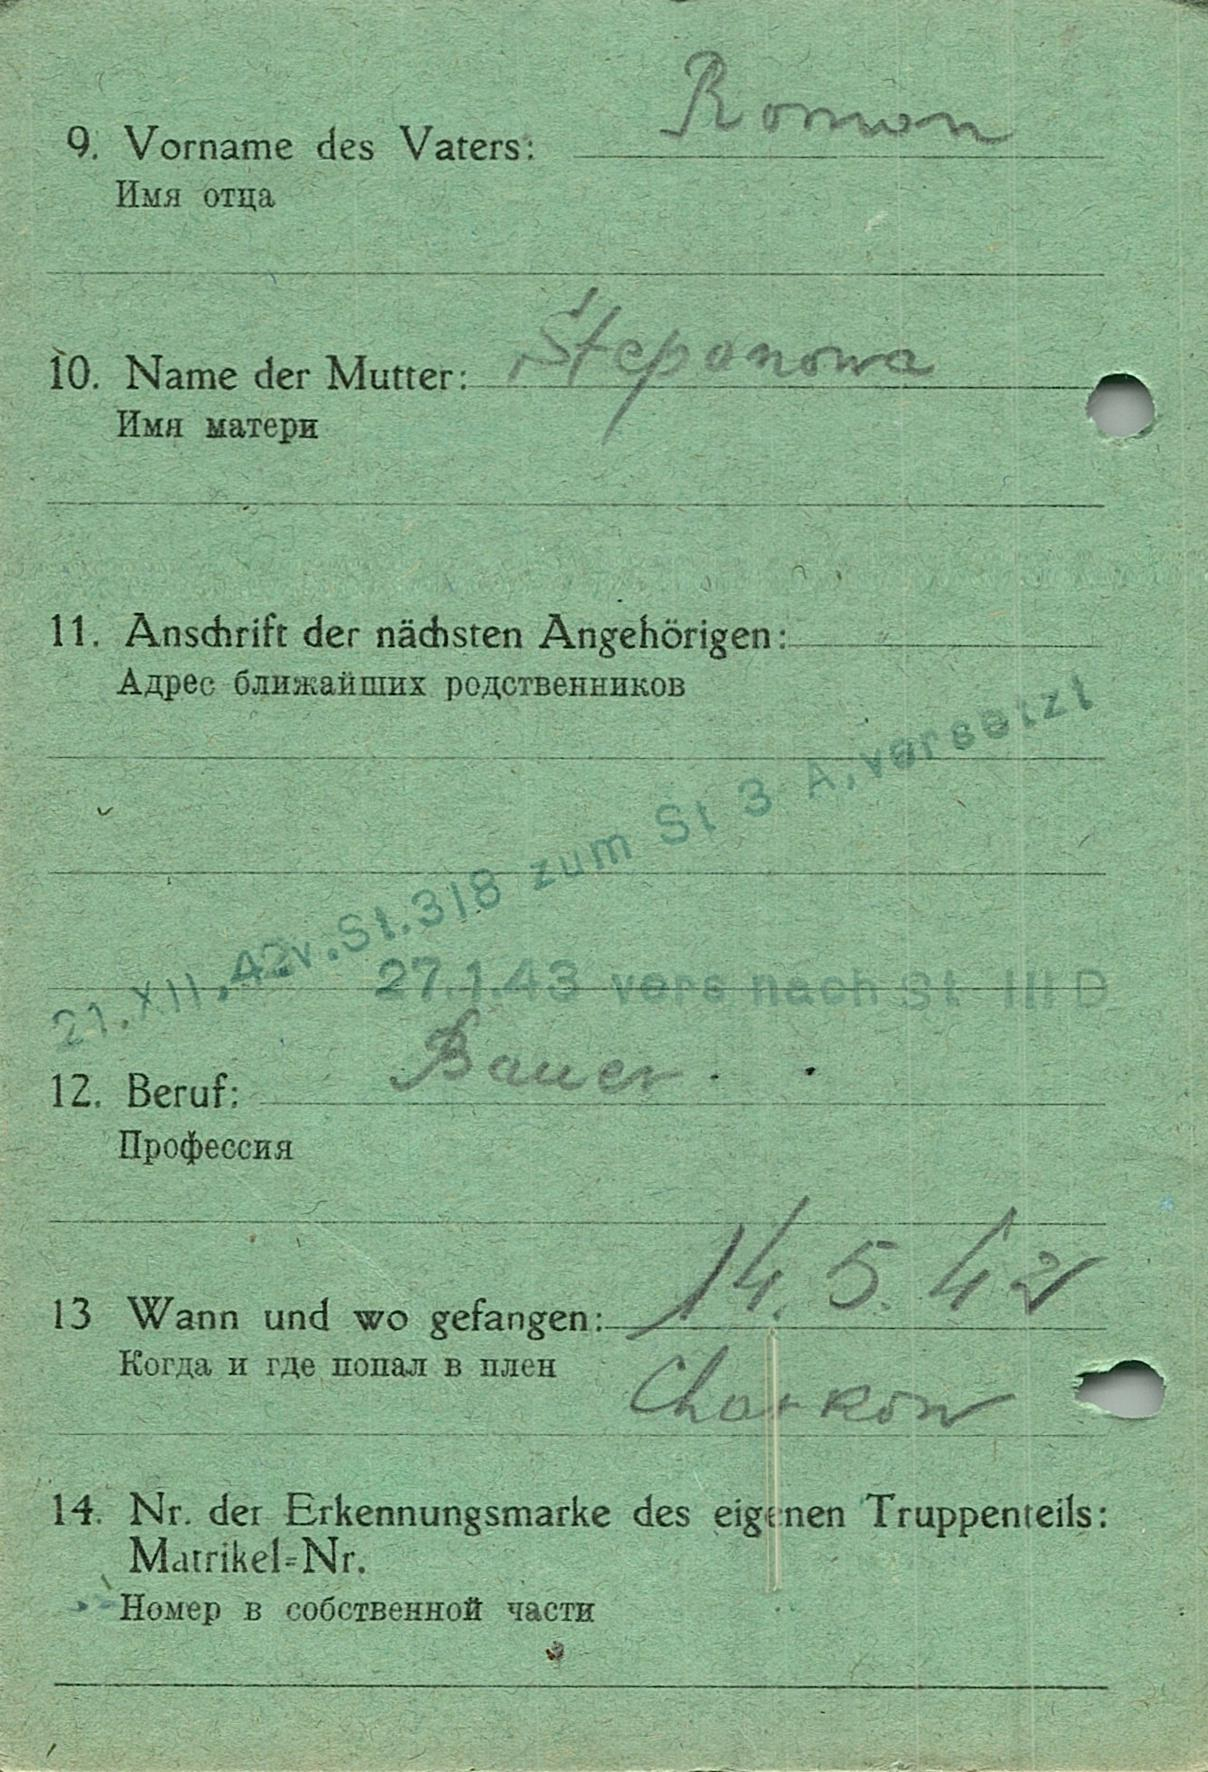 Roman
9. Vorname des Vaters:
Имя отца
Stepanowa
10. Name der Mutter:
Имя матери
11. Anschrift der nächsten Angehörigen:
Адрес ближайших родственников
21.XII.42 v. St. 318 zum St 3 A, versetzt
27.1.43 vers nach St III D
Bauer.
12. Beruf:
Профессия
14. 5. 42
13 Wann und wo gefangen:
Когда и где попал в плен
Charkow
14. Nr. der Erkennungsmarke des eigenen Truppenteils:
Matrikel=Nr.
Номер в собственной части